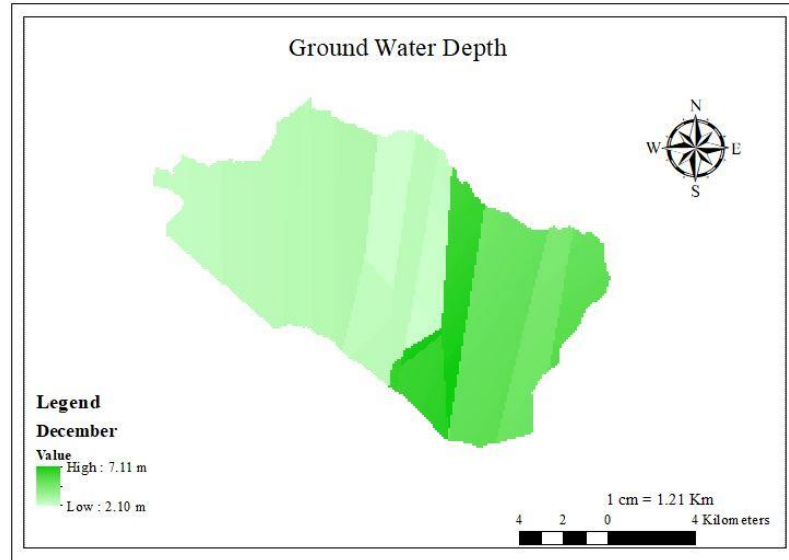 Ground Water Depth
N
W E
S
Legend
December
Value
High : 7.11 m
Low : 2.10 m
1 cm = 1.21 Km
4 2 0 4 Kilometers